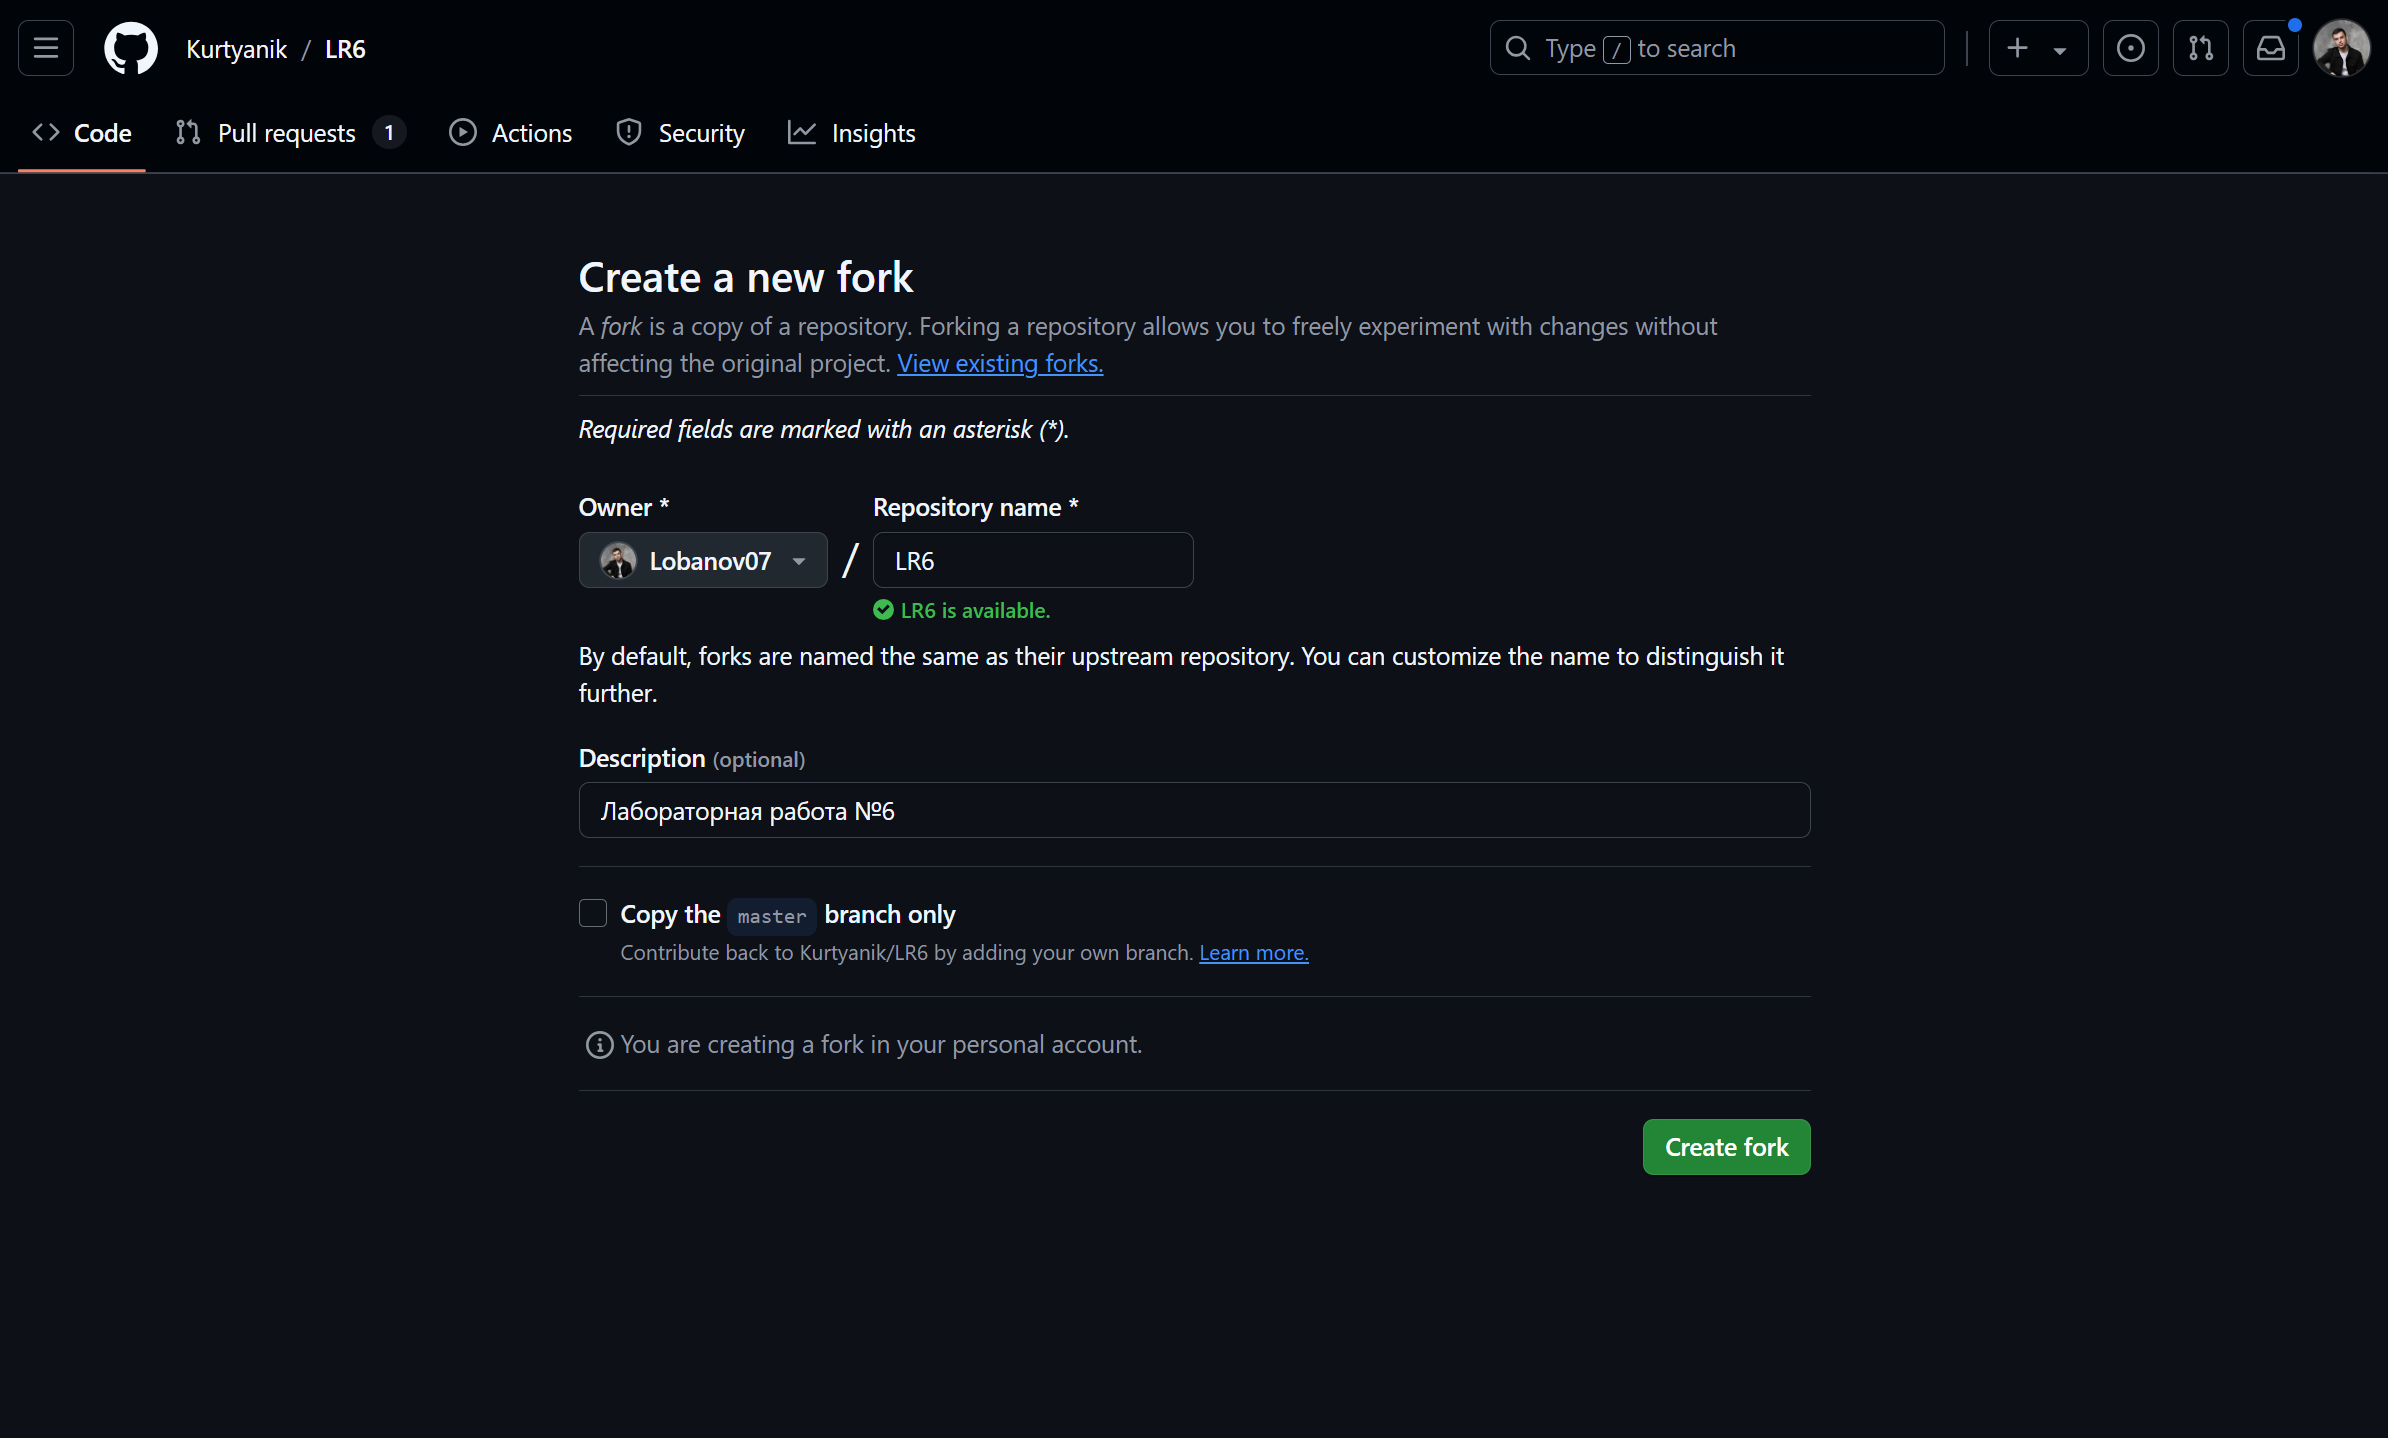 Kurtyanik / LR6
Type / to search
Code
Pull requests 1
Actions
Security
Insights
Create a new fork
A fork is a copy of a repository. Forking a repository allows you to freely experiment with changes without
affecting the original project. View existing forks.
Required fields are marked with an asterisk (*).
Owner *
Repository name *
Lobanov07 / LR6
LR6 is available.
By default, forks are named the same as their upstream repository. You can customize the name to distinguish it
further.
Description (optional)
Лабораторная работа №6
Copy the master branch only
Contribute back to Kurtyanik/LR6 by adding your own branch. Learn more.
You are creating a fork in your personal account.
Create fork